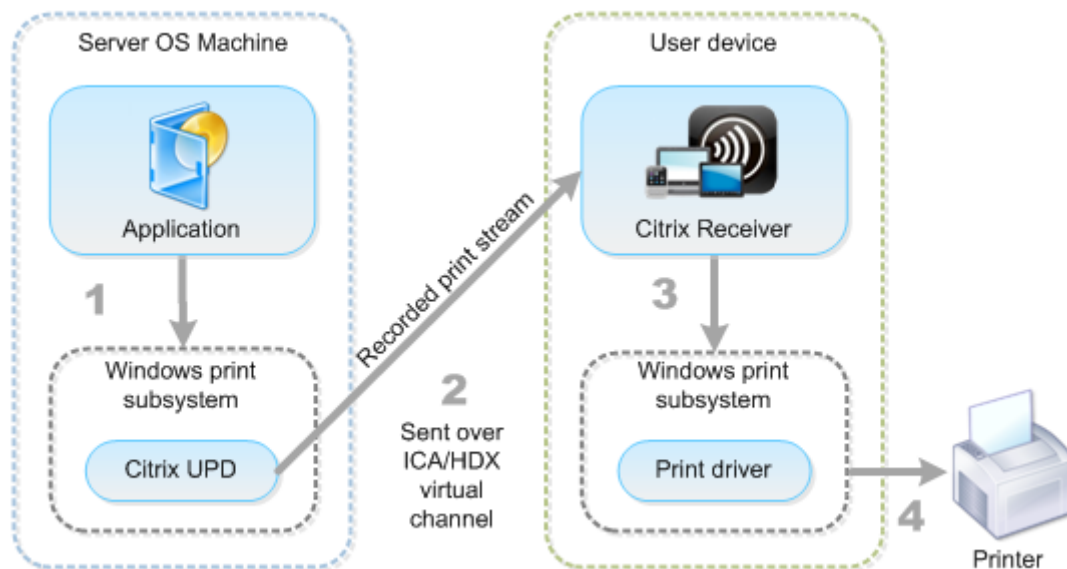 Server OS Machine
Application
1
Windows print
subsystem
Citrix UPD
Recorded print stream
2
Sent over
ICA/HDX
virtual
channel
User device
Citrix Receiver
3
Windows print
subsystem
Print driver
4
Printer